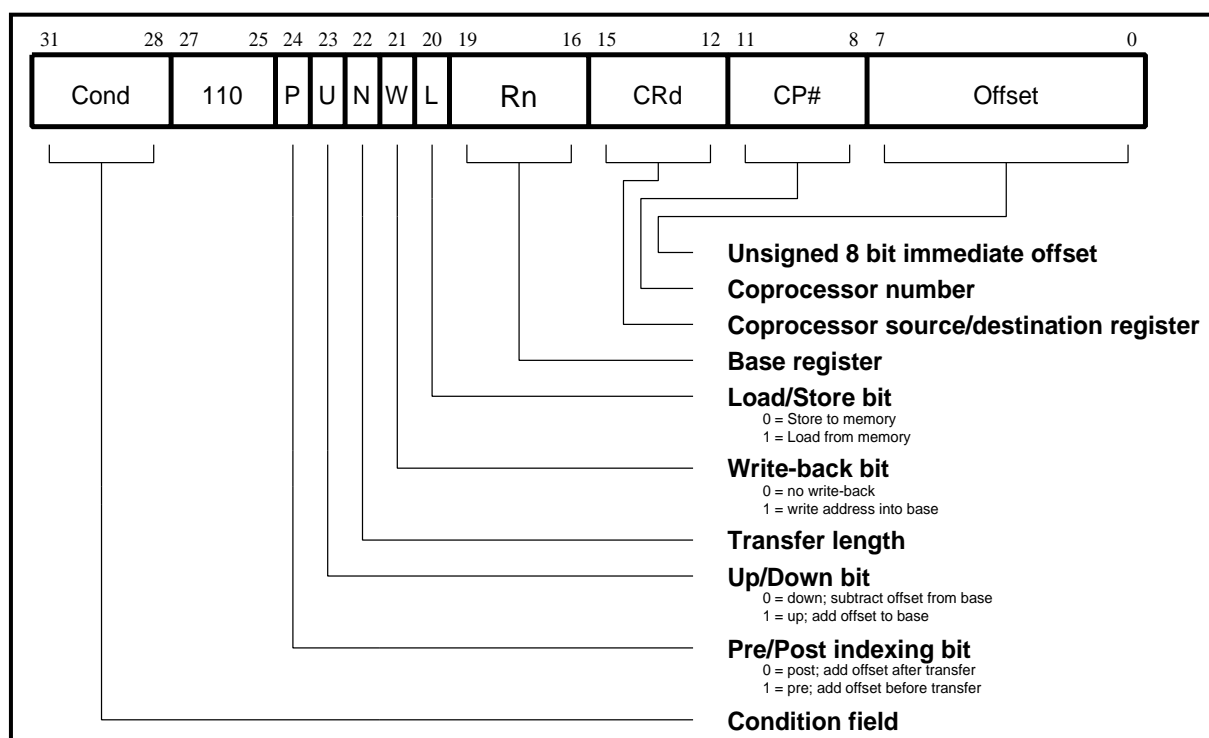 31 28 27 25 24 23 22 21 20 19 16 15 12 11 8 7 0
Cond 110 P U N W L Rn CRd CP# Offset
Unsigned 8 bit immediate offset
Coprocessor number
Coprocessor source/destination register
Base register
Load/Store bit
0 = Store to memory
1 = Load from memory
Write-back bit
0 = no write-back
1 = write address into base
Transfer length
Up/Down bit
0 = down; subtract offset from base
1 = up; add offset to base
Pre/Post indexing bit
0 = post; add offset after transfer
1 = pre; add offset before transfer
Condition field